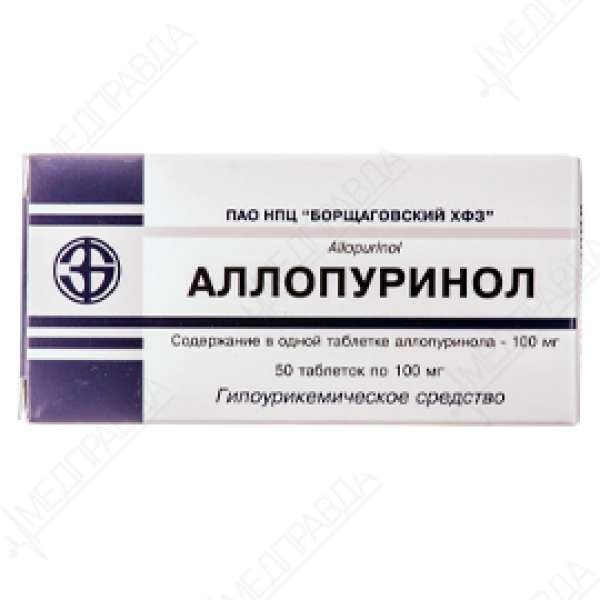 ПАО НПЦ "БОРЩАГОВСКИЙ ХФЗ"
Allopurinol
АЛЛОПУРИНОЛ
Содержание в одной таблетке аллопуринола - 100 мг
50 таблеток по 100 мг
Гипоурикемическое средство
МЕДПРАВДА